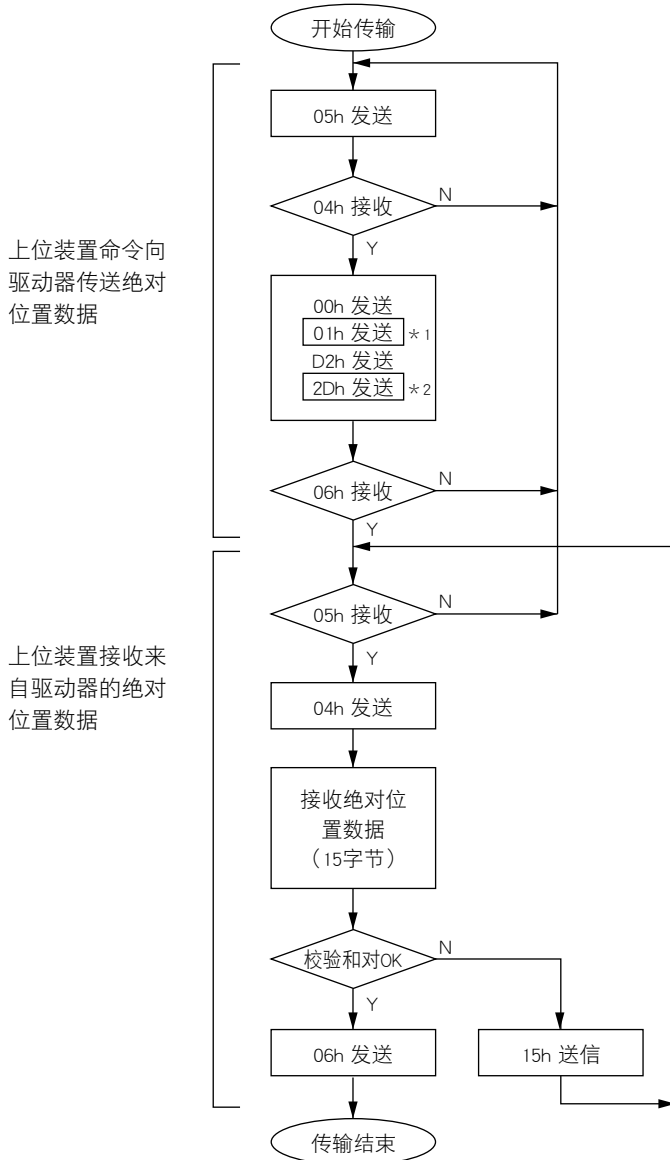 开始传输
05h 发送
04h 接收
N
Y
上位装置命令向
驱动器传送绝对
位置数据
00h 发送
01h 发送 *1
D2h 发送
2Dh 发送 *2
06h 接收
N
Y
05h 接收
N
Y
上位装置接收来
自驱动器的绝对
位置数据
04h 发送
接收绝对位
置数据
（15字节）
校验和对OK
N
Y
06h 发送
15h 送信
传输结束